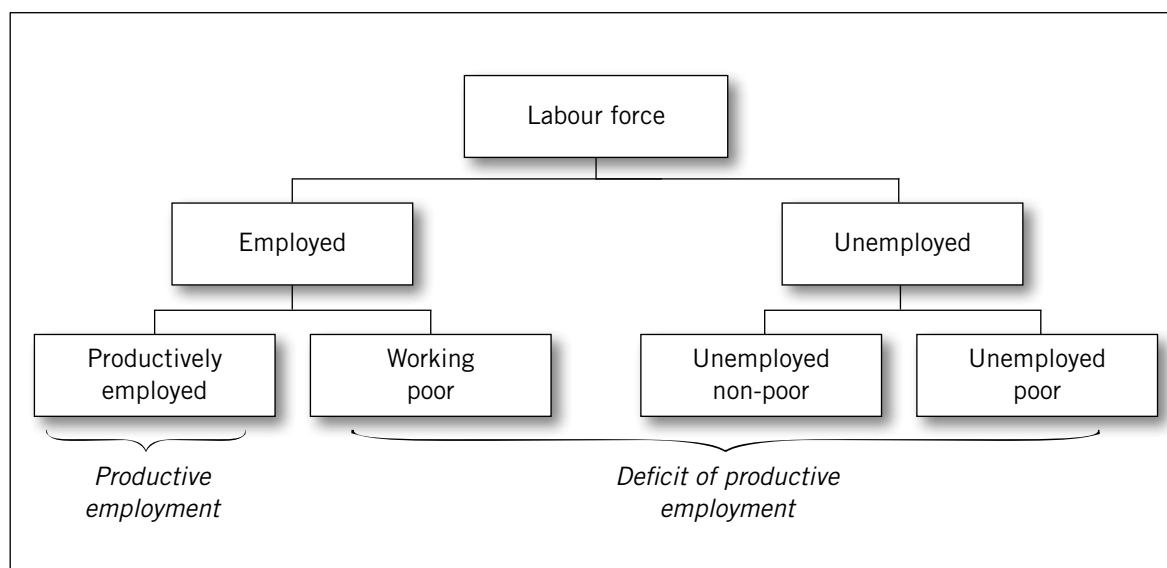 Labour force
Employed
Unemployed
Productively
employed
Working
poor
Unemployed
non-poor
Unemployed
poor
Productive
employment
Deficit of productive
employment